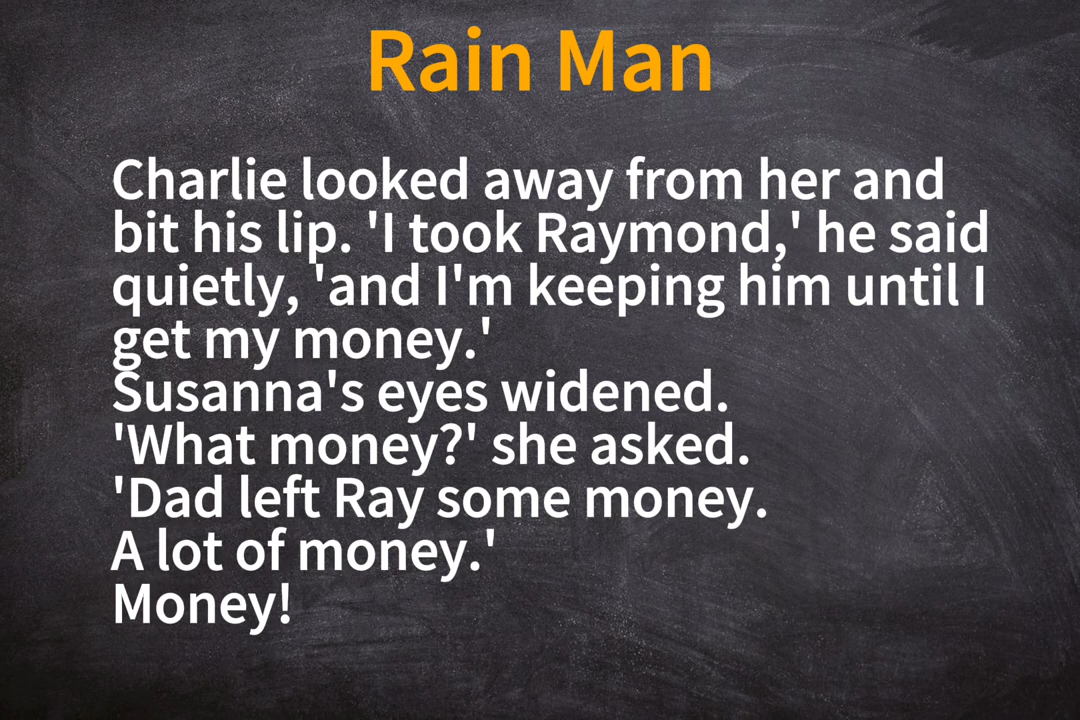 Rain Man
Charlie looked away from her and
bit his lip. 'I took Raymond,' he said
quietly, 'and I'm keeping him until I
get my money.'
Susanna's eyes widened.
'What money?' she asked.
'Dad left Ray some money.
A lot of money.'
Money!